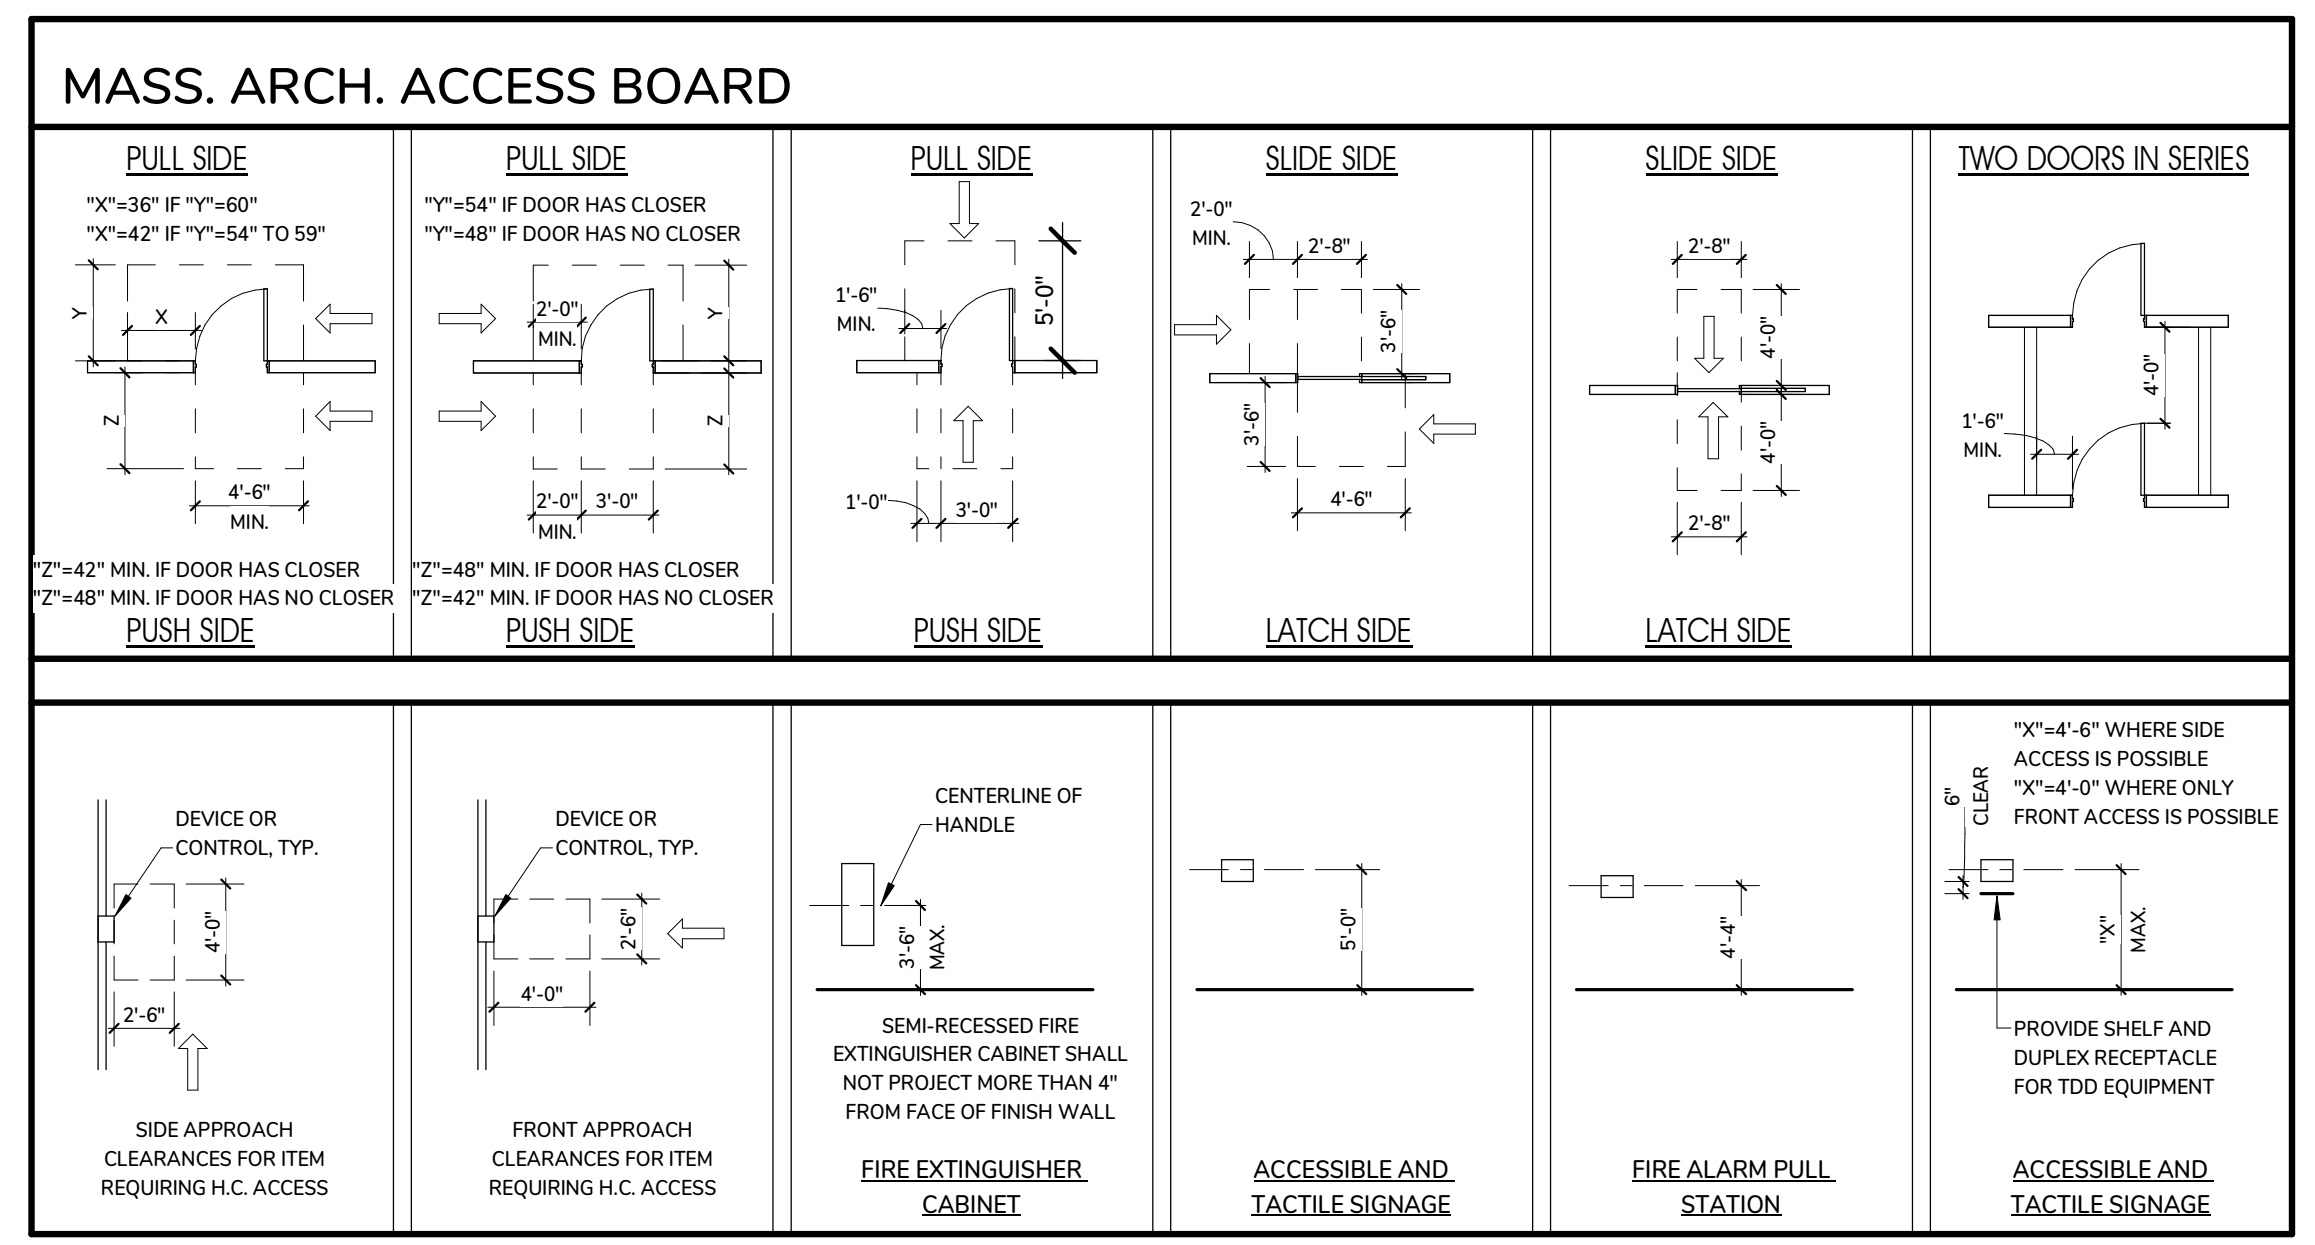 MASS. ARCH. ACCESS BOARD
PULL SIDE
"X"=36" IF "Y"=60"
"X"=42" IF "Y"=54" TO 59"
Y
X
Z
4'-6"
MIN.
"Z"=42" MIN. IF DOOR HAS CLOSER
"Z"=48" MIN. IF DOOR HAS NO CLOSER
PUSH SIDE
PULL SIDE
"Y"=54" IF DOOR HAS CLOSER
"Y"=48" IF DOOR HAS NO CLOSER
2'-0"
MIN.
Y
Z
2'-0"
MIN.
3'-0"
"Z"=48" MIN. IF DOOR HAS CLOSER
"Z"=42" MIN. IF DOOR HAS NO CLOSER
PUSH SIDE
PULL SIDE
1'-6"
MIN.
5'-0"
1'-0"
3'-0"
PUSH SIDE
SLIDE SIDE
2'-0"
MIN.
2'-8"
3'-6"
3'-6"
4'-6"
LATCH SIDE
SLIDE SIDE
2'-8"
4'-0"
4'-0"
2'-8"
LATCH SIDE
TWO DOORS IN SERIES
4'-0"
1'-6"
MIN.
DEVICE OR
CONTROL, TYP.
4'-0"
2'-6"
SIDE APPROACH
CLEARANCES FOR ITEM
REQUIRING H.C. ACCESS
DEVICE OR
CONTROL, TYP.
2'-6"
4'-0"
FRONT APPROACH
CLEARANCES FOR ITEM
REQUIRING H.C. ACCESS
CENTERLINE OF
HANDLE
3'-6"
MAX.
SEMI-RECESSED FIRE
EXTINGUISHER CABINET SHALL
NOT PROJECT MORE THAN 4"
FROM FACE OF FINISH WALL
FIRE EXTINGUISHER
CABINET
5'-0"
ACCESSIBLE AND
TACTILE SIGNAGE
4'-4"
FIRE ALARM PULL
STATION
"X"=4'-6" WHERE SIDE
ACCESS IS POSSIBLE
"X"=4'-0" WHERE ONLY
FRONT ACCESS IS POSSIBLE
6"
CLEAR
"X"
MAX.
PROVIDE SHELF AND
DUPLEX RECEPTACLE
FOR TDD EQUIPMENT
ACCESSIBLE AND
TACTILE SIGNAGE